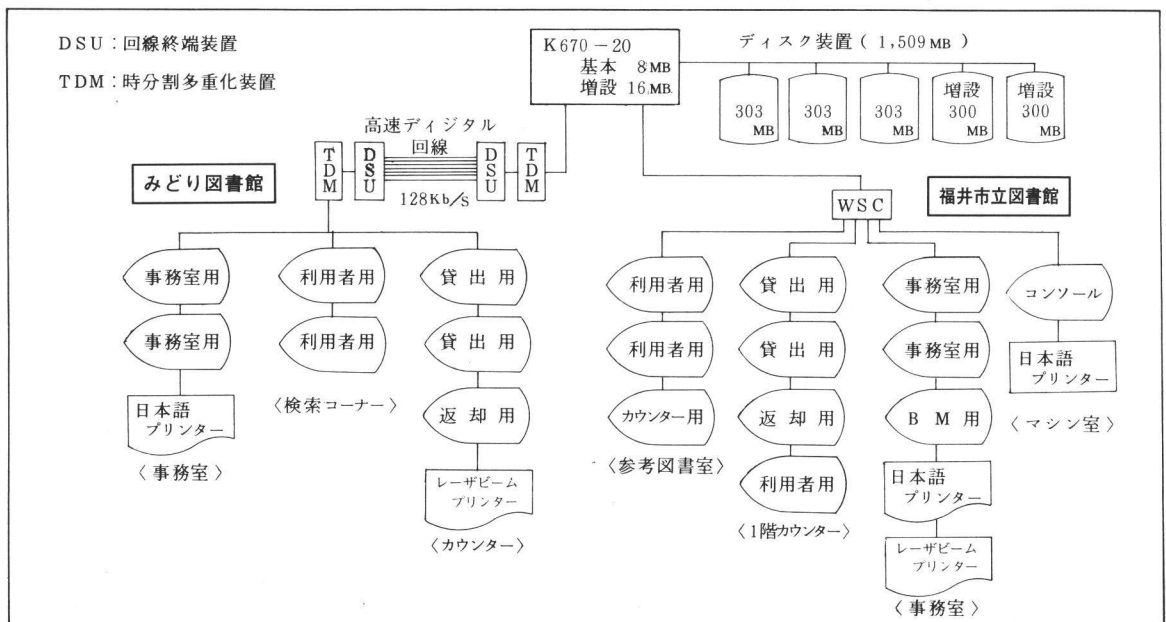 DSU：回線終端装置
TDM：時分割多重化装置
K670－20
基本 8MB
増設 16MB
ディスク装置（1,509MB）
303
MB
303
MB
303
MB
増設
300
MB
増設
300
MB
高速ディジタル
回線
TDM
DSU
128Kb/S
DSU
TDM
みどり図書館
事務室用
事務室用
日本語
プリンター
〈事務室〉
利用者用
利用者用
〈検索コーナー〉
貸出用
貸出用
返却用
レーザビーム
プリンター
〈カウンター〉
WSC
福井市立図書館
利用者用
利用者用
カウンター用
〈参考図書室〉
貸出用
貸出用
返却用
利用者用
〈1階カウンター〉
事務室用
事務室用
BM用
日本語
プリンター
レーザビーム
プリンター
〈事務室〉
コンソール
日本語
プリンター
〈マシン室〉